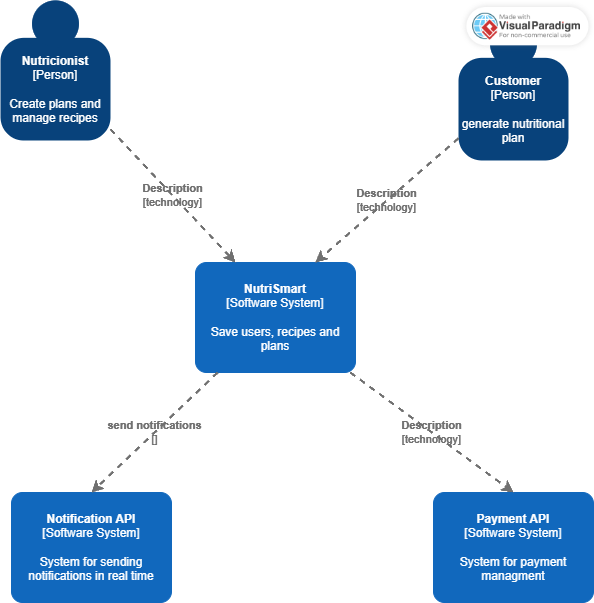 Made with
Visual Paradigm
For non-commercial use
Nutricionist
[Person]
Create plans and
manage recipes
Customer
[Person]
generate nutritional
plan
Description
[technology]
Description
[technology]
NutriSmart
[Software System]
Save users, recipes and
plans
send notifications
[]
Description
[technology]
Notification API
[Software System]
System for sending
notifications in real time
Payment API
[Software System]
System for payment
managment